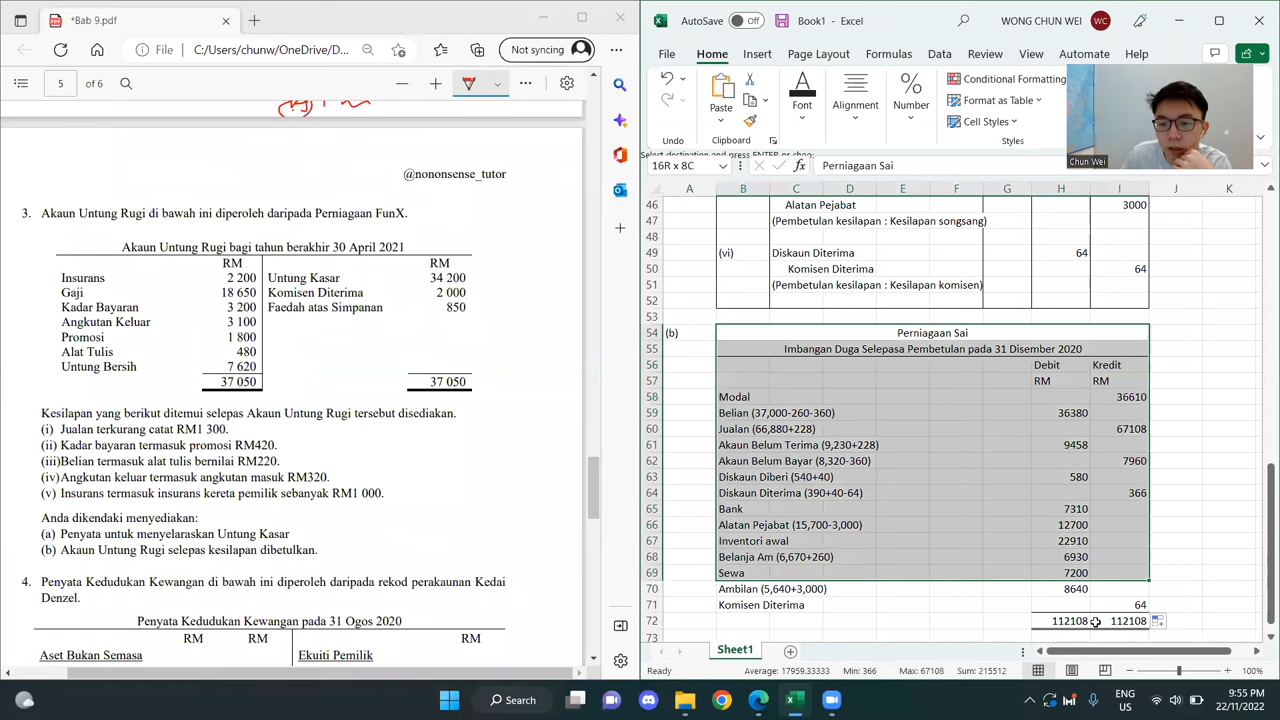 *Bab 9.pdf
File
C:/Users/chunw/OneDrive/D...
Not syncing
5 of 6
@nononsense_tutor
3. Akaun Untung Rugi di bawah ini diperoleh daripada Perniagaan FunX.
Akaun Untung Rugi bagi tahun berakhir 30 April 2021
RM RM
Insurans 2 200 Untung Kasar 34 200
Gaji 18 650 Komisen Diterima 2 000
Kadar Bayaran 3 200 Faedah atas Simpanan 850
Angkutan Keluar 3 100
Promosi 1 800
Alat Tulis 480
Untung Bersih 7 620
37 050 37 050
Kesilapan yang berikut ditemui selepas Akaun Untung Rugi tersebut disediakan.
(i) Jualan terkurang catat RM1 300.
(ii) Kadar bayaran termasuk promosi RM420.
(iii)Belian termasuk alat tulis bernilai RM220.
(iv)Angkutan keluar termasuk angkutan masuk RM320.
(v) Insurans termasuk insurans kereta pemilik sebanyak RM1 000.
Anda dikendaki menyediakan:
(a) Penyata untuk menyelaraskan Untung Kasar
(b) Akaun Untung Rugi selepas kesilapan dibetulkan.
4. Penyata Kedudukan Kewangan di bawah ini diperoleh daripada rekod perakaunan Kedai
Denzel.
Penyata Kedudukan Kewangan pada 31 Ogos 2020
RM RM RM
Aset Bukan Semasa Ekuiti Pemilik
AutoSave Off Book1 - Excel WONG CHUN WEI WC
File Home Insert Page Layout Formulas Data Review View Automate Help
Paste Font Alignment Number
Conditional Formatting
Format as Table
Cell Styles
Undo Clipboard Styles
Chun Wei
Select destination and press ENTER or choo
16R x 8C fx Perniagaan Sai
A B C D E F G H I J K
46 Alatan Pejabat 3000
47 (Pembetulan kesilapan : Kesilapan songsang)
48
49 (vi) Diskaun Diterima 64
50 Komisen Diterima 64
51 (Pembetulan kesilapan : Kesilapan komisen)
52
53
54 (b) Perniagaan Sai
55 Imbangan Duga Selepasa Pembetulan pada 31 Disember 2020
56 Debit Kredit
57 RM RM
58 Modal 36610
59 Belian (37,000-260-360) 36380
60 Jualan (66,880+228) 67108
61 Akaun Belum Terima (9,230+228) 9458
62 Akaun Belum Bayar (8,320-360) 7960
63 Diskaun Diberi (540+40) 580
64 Diskaun Diterima (390+40-64) 366
65 Bank 7310
66 Alatan Pejabat (15,700-3,000) 12700
67 Inventori awal 22910
68 Belanja Am (6,670+260) 6930
69 Sewa 7200
70 Ambilan (5,640+3,000) 8640
71 Komisen Diterima 64
72 112108 112108
73
Sheet1
Ready Average: 17959.33333 Min: 366 Max: 67108 Sum: 215512 100%
Search
ENG
US
9:55 PM
22/11/2022